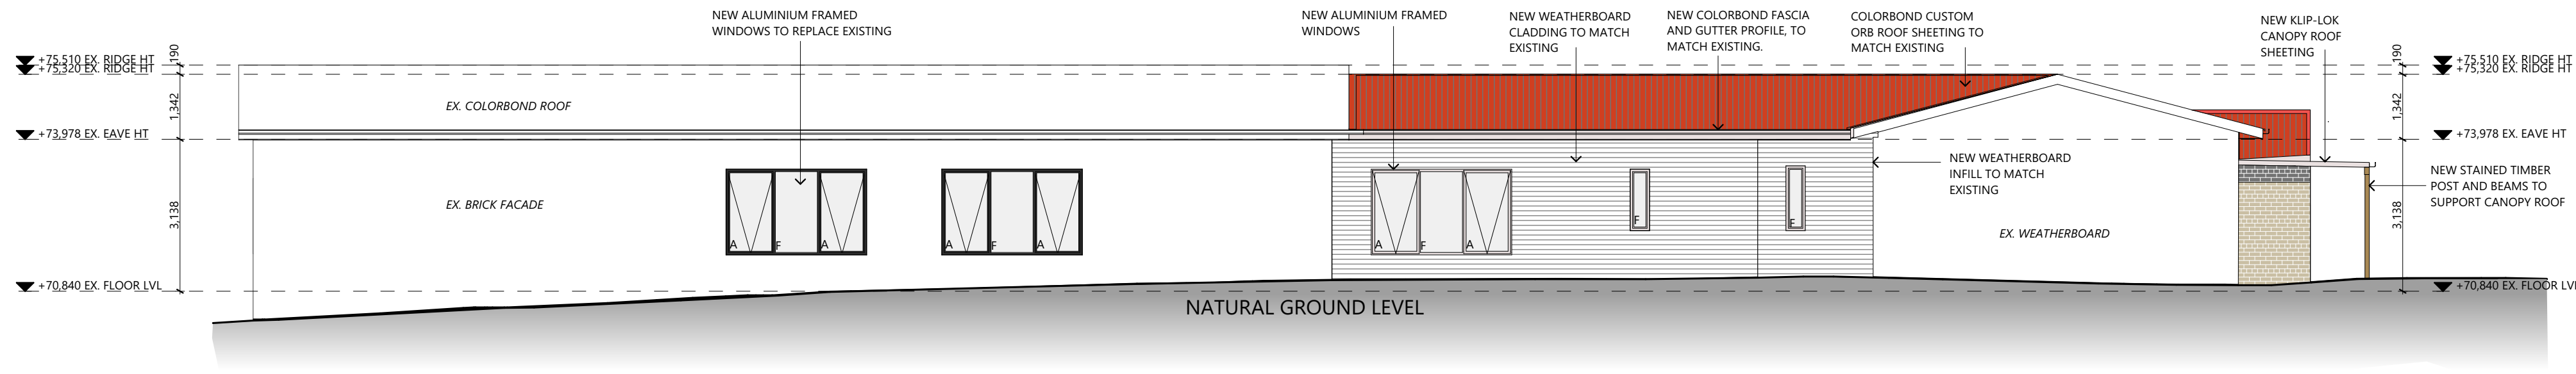 NEW ALUMINIUM FRAMED
WINDOWS TO REPLACE EXISTING
NEW ALUMINIUM FRAMED
WINDOWS
NEW WEATHERBOARD
CLADDING TO MATCH
EXISTING
NEW COLORBOND FASCIA
AND GUTTER PROFILE, TO
MATCH EXISTING.
COLORBOND CUSTOM
ORB ROOF SHEETING TO
MATCH EXISTING
NEW KLIP-LOK
CANOPY ROOF
SHEETING
+75,510 EX. RIDGE HT
+75,320 EX. RIDGE HT
190
1,342
+73,978 EX. EAVE HT
3,138
+70,840 EX. FLOOR LVL
EX. COLORBOND ROOF
EX. BRICK FACADE
A
F
A
A
F
A
A
F
A
F
F
NEW WEATHERBOARD
INFILL TO MATCH
EXISTING
EX. WEATHERBOARD
190
+75,510 EX. RIDGE HT
+75,320 EX. RIDGE HT
1,342
+73,978 EX. EAVE HT
NEW STAINED TIMBER
POST AND BEAMS TO
SUPPORT CANOPY ROOF
3,138
+70,840 EX. FLOOR LVL
NATURAL GROUND LEVEL